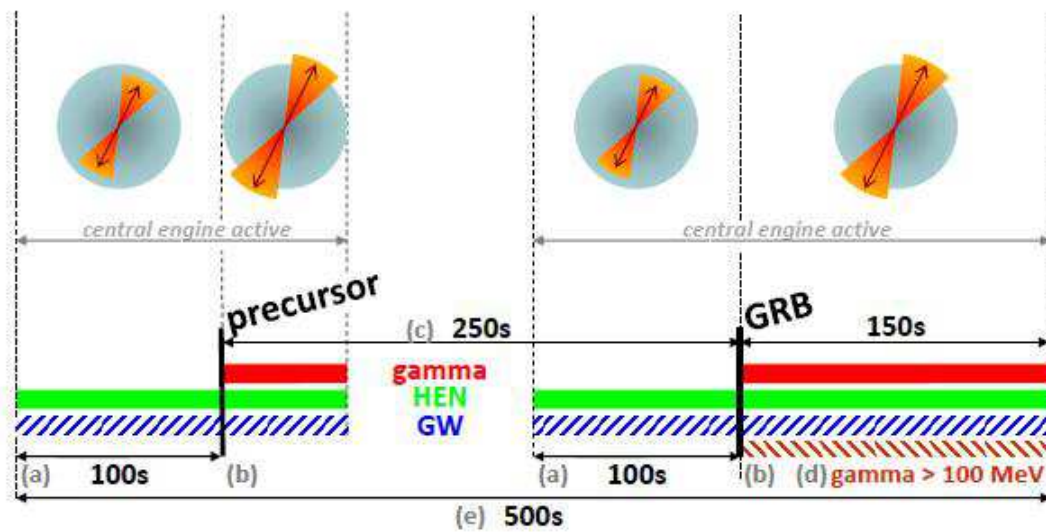 central engine active
central engine active
precursor
GRB
(c) 250s
150s
gamma
HEN
GW
(a) 100s (b)
(a) 100s (b) (d) gamma > 100 MeV
(e) 500s